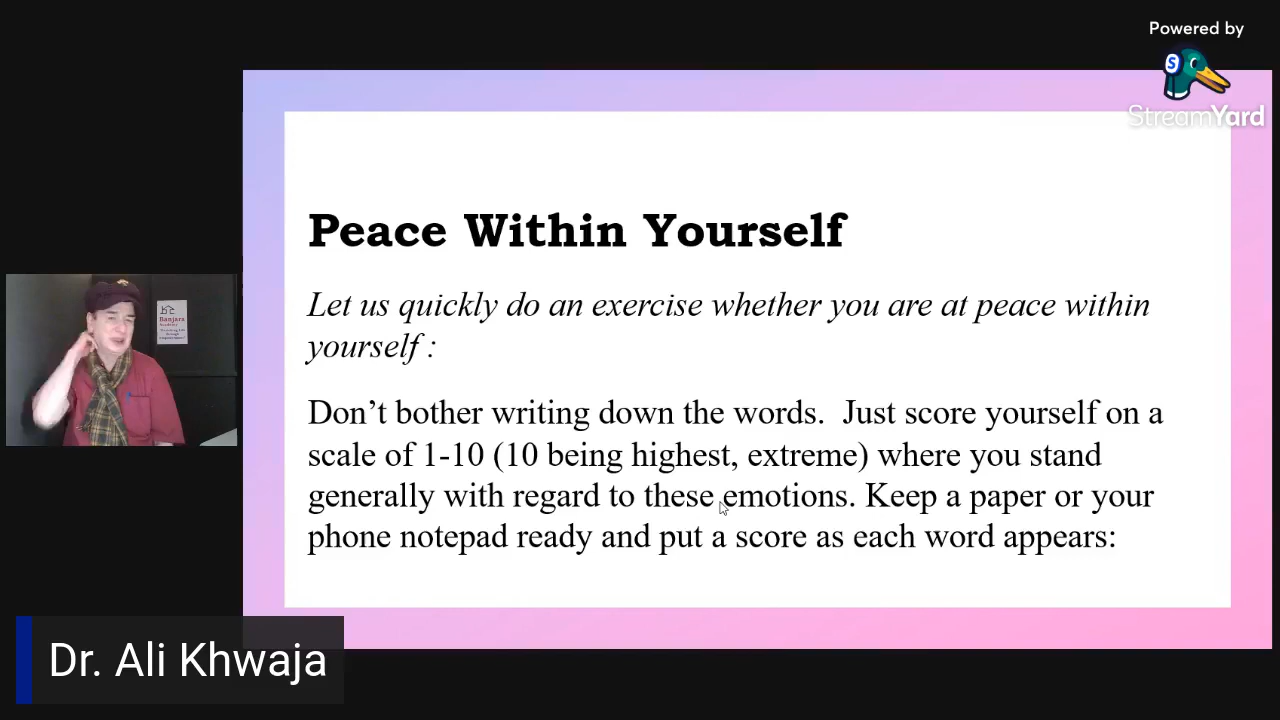 Powered by
StreamYard
Peace Within Yourself
Let us quickly do an exercise whether you are at peace within
yourself :
Don’t bother writing down the words.  Just score yourself on a
scale of 1-10 (10 being highest, extreme) where you stand
generally with regard to these emotions. Keep a paper or your
phone notepad ready and put a score as each word appears:
Banjara
Academy
Dr. Ali Khwaja